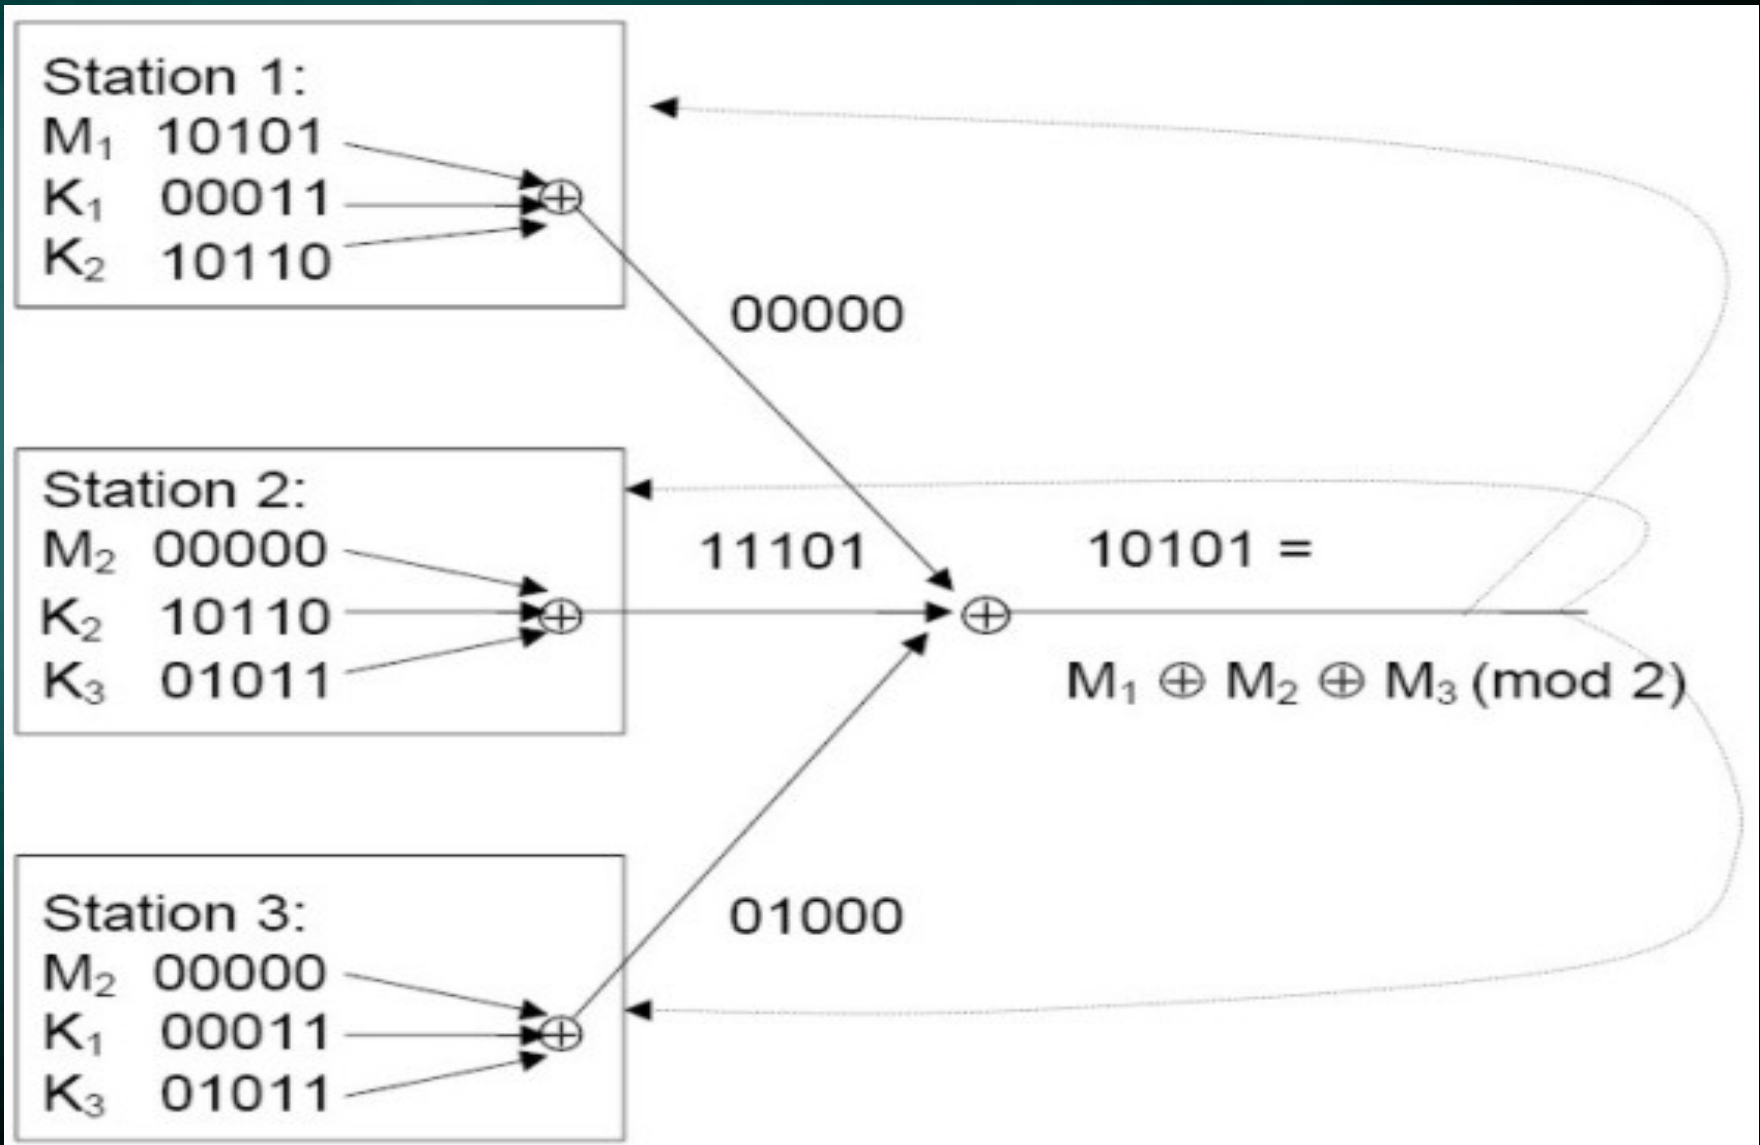 Station 1:
M₁ 10101
K₁ 00011
K₂ 10110
00000
Station 2:
M₂ 00000
K₂ 10110
K₃ 01011
11101
10101 =
M₁ ⊕ M₂ ⊕ M₃ (mod 2)
Station 3:
M₂ 00000
K₁ 00011
K₃ 01011
01000